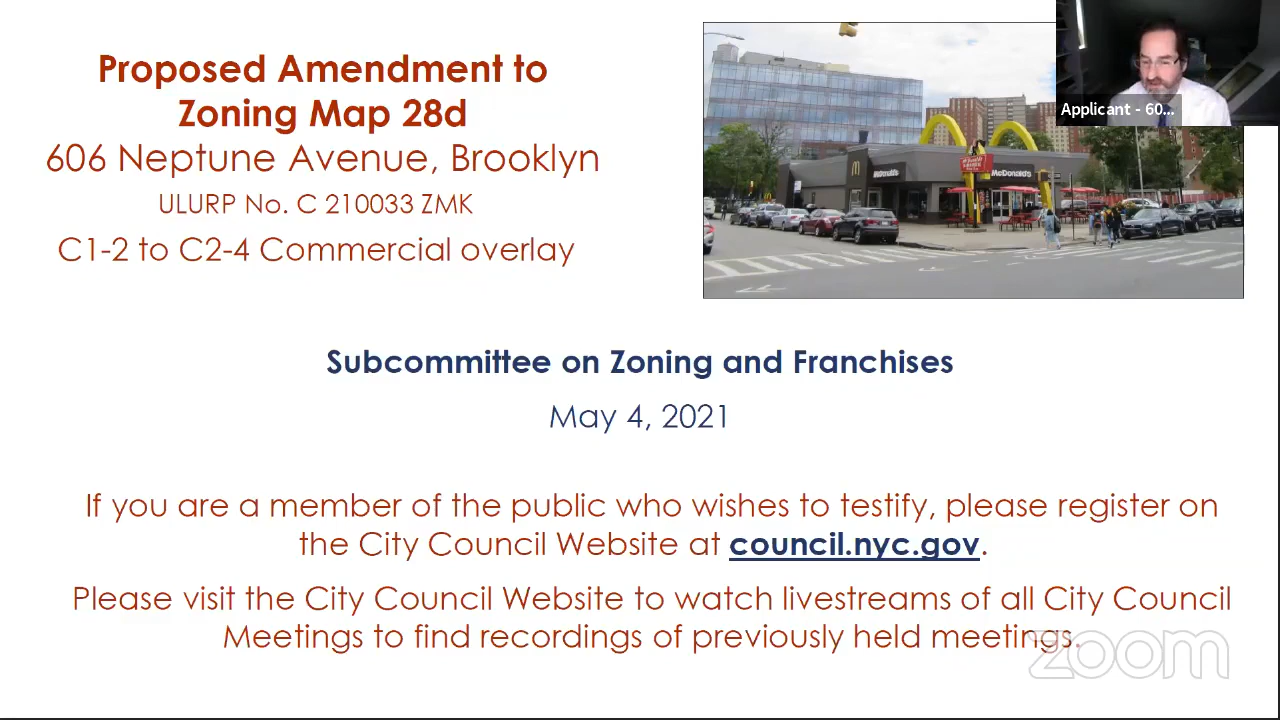 Proposed Amendment to
Zoning Map 28d
606 Neptune Avenue, Brooklyn
ULURP No. C 210033 ZMK
C1-2 to C2-4 Commercial overlay
McDonald's
McDonald's
Applicant - 60...
Subcommittee on Zoning and Franchises
May 4, 2021
If you are a member of the public who wishes to testify, please register on
the City Council Website at council.nyc.gov.
Please visit the City Council Website to watch livestreams of all City Council
Meetings to find recordings of previously held meetings.
zoom